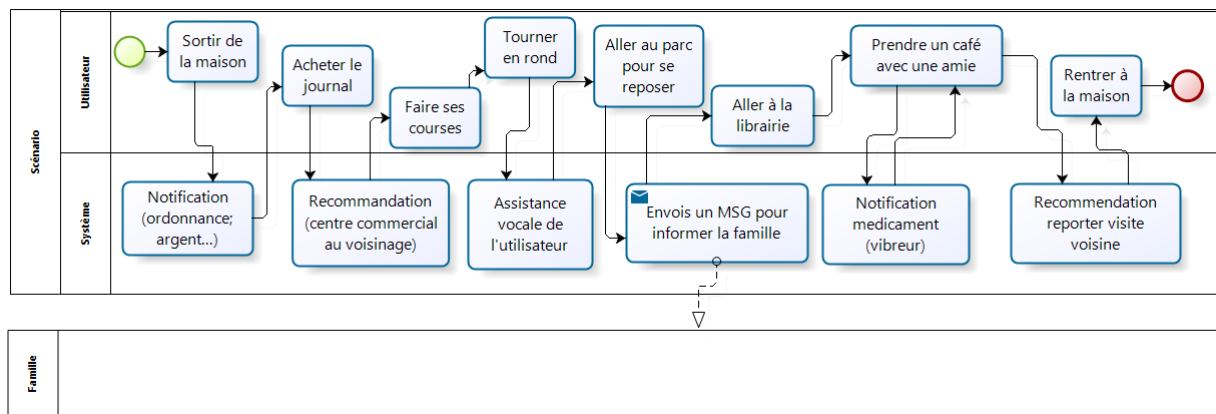 Scénario
Utilisateur
Sortir de
la maison
Acheter le
journal
Faire ses
courses
Tourner
en rond
Aller au parc
pour se
reposer
Aller à la
librairie
Prendre un café
avec une amie
Rentrer à
la maison
Système
Notification
(ordonnance;
argent...)
Recommandation
(centre commercial
au voisinage)
Assistance
vocale de
l'utilisateur
Envois un MSG pour
informer la famille
Notification
medicament
(vibreur)
Recommendation
reporter visite
voisine
Famille